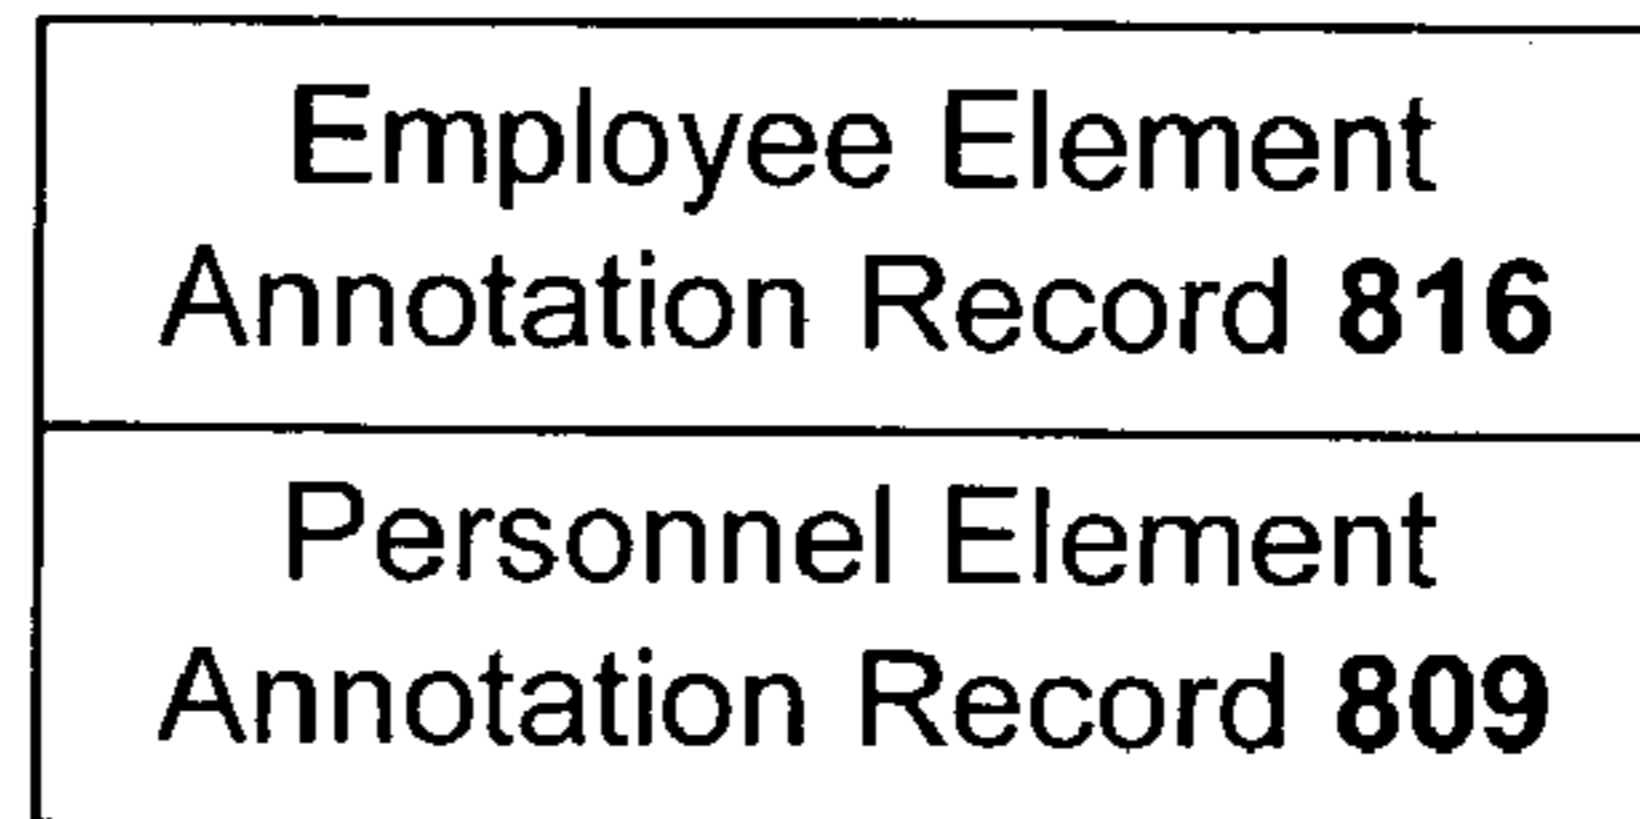 Employee Element
Annotation Record 816
Personnel Element
Annotation Record 809